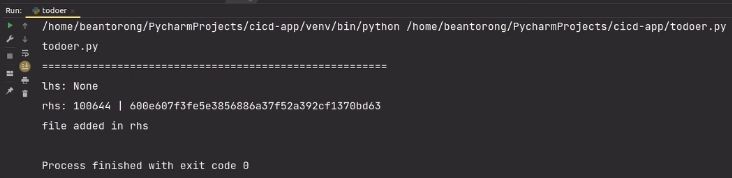 Run: todoer ×
/home/beantorong/PycharmProjects/cicd-app/venv/bin/python /home/beantorong/PycharmProjects/cicd-app/todoer.py
todoer.py
======================================================
lhs: None
rhs: 100644 | 600e607f3fe5e3856886a37f52a392cf1370bd63
file added in rhs
Process finished with exit code 0